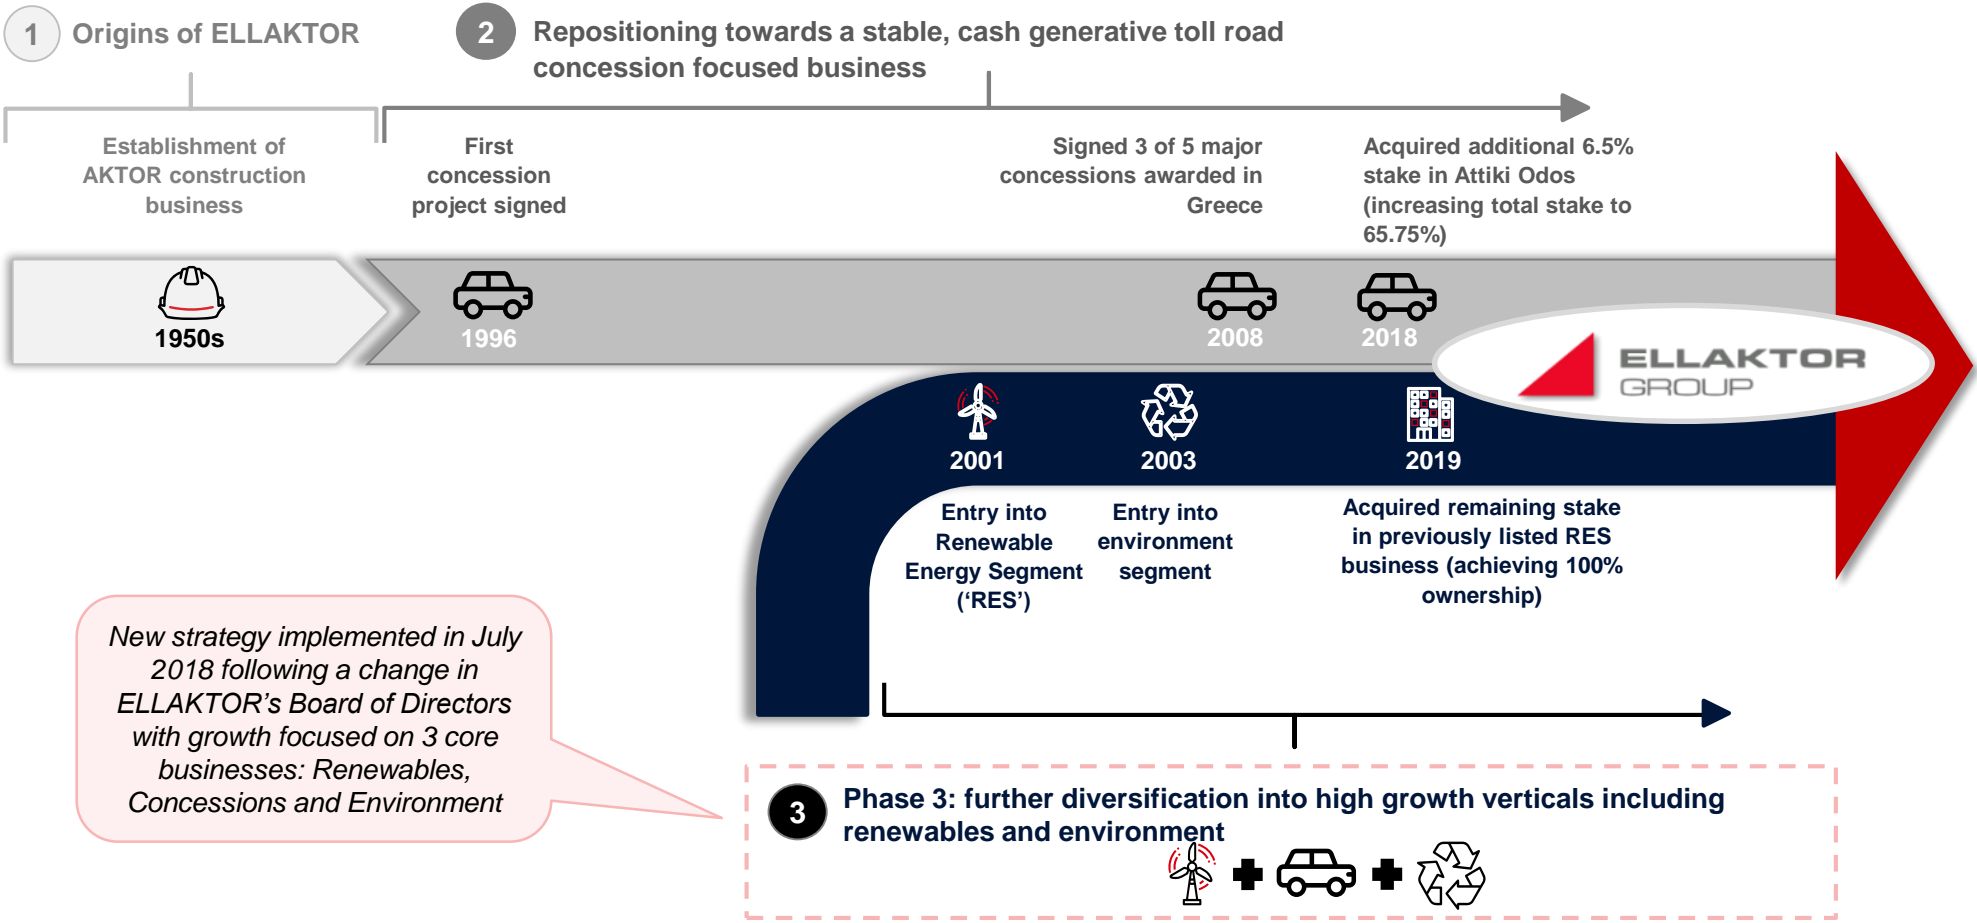 1
Origins of ELLAKTOR
2
Repositioning towards a stable, cash generative toll road
concession focused business
Establishment of
AKTOR construction
business
First
concession
project signed
Signed 3 of 5 major
concessions awarded in
Greece
Acquired additional 6.5%
stake in Attiki Odos
(increasing total stake to
65.75%)
1950s
1996
2008
2018
ELLAKTOR
GROUP
2001
2003
2019
Entry into
Renewable
Energy Segment
(‘RES’)
Entry into
environment
segment
Acquired remaining stake
in previously listed RES
business (achieving 100%
ownership)
New strategy implemented in July
2018 following a change in
ELLAKTOR’s Board of Directors
with growth focused on 3 core
businesses: Renewables,
Concessions and Environment
3
Phase 3: further diversification into high growth verticals including
renewables and environment